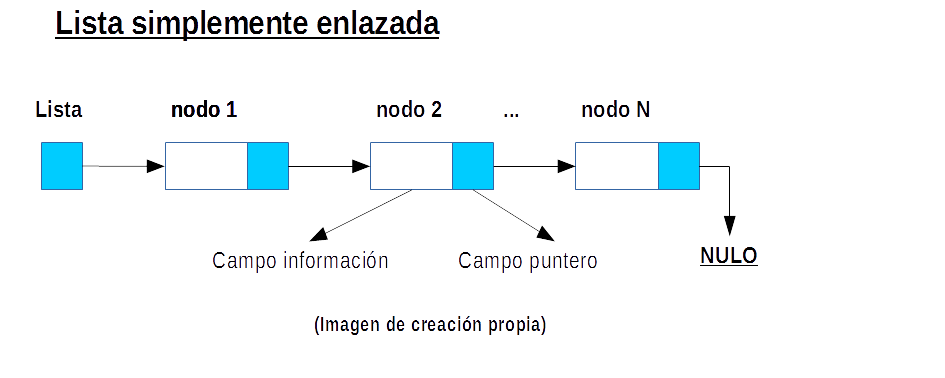 Lista simplemente enlazada
Lista nodo 1 nodo 2 ... nodo N
Campo información Campo puntero NULO
(Imagen de creación propia)